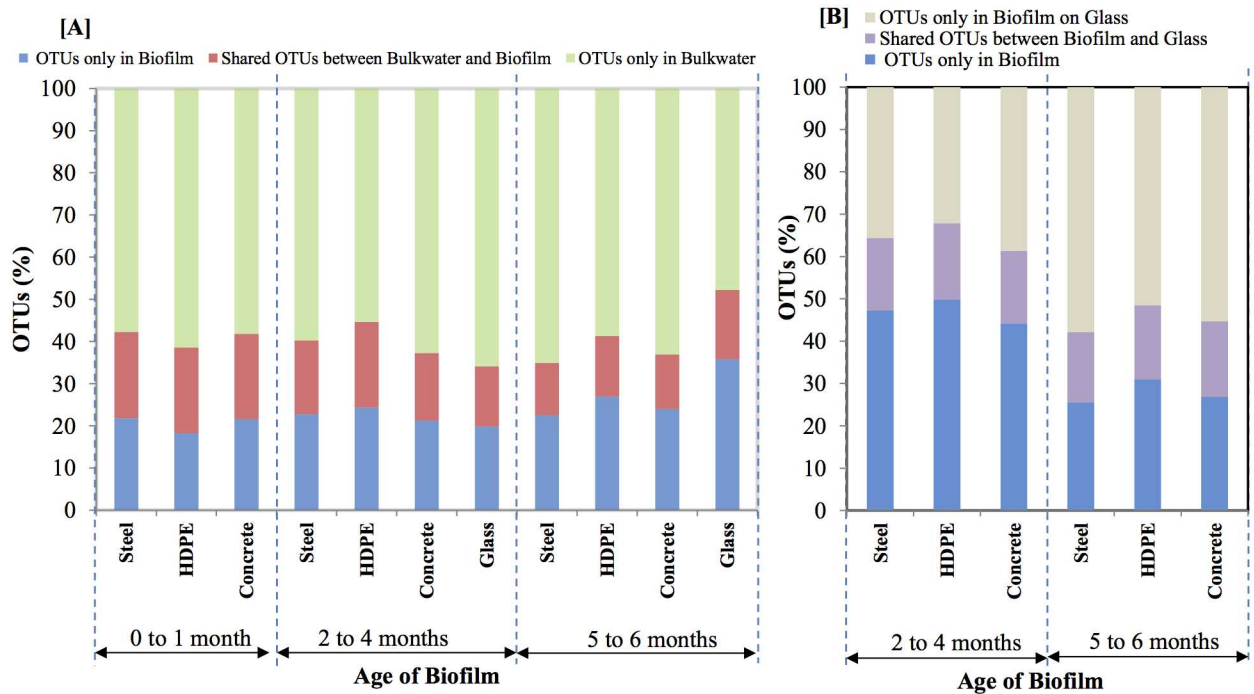 [A]
OTUs only in Biofilm Shared OTUs between Bulkwater and Biofilm OTUs only in Bulkwater
OTUs (%)
100
90
80
70
60
50
40
30
20
10
0
Steel
HDPE
Concrete
Steel
HDPE
Concrete
Glass
Steel
HDPE
Concrete
Glass
0 to 1 month
2 to 4 months
5 to 6 months
Age of Biofilm
[B]
OTUs only in Biofilm on Glass
Shared OTUs between Biofilm and Glass
OTUs only in Biofilm
OTUs (%)
100
90
80
70
60
50
40
30
20
10
0
Steel
HDPE
Concrete
Steel
HDPE
Concrete
2 to 4 months
5 to 6 months
Age of Biofilm